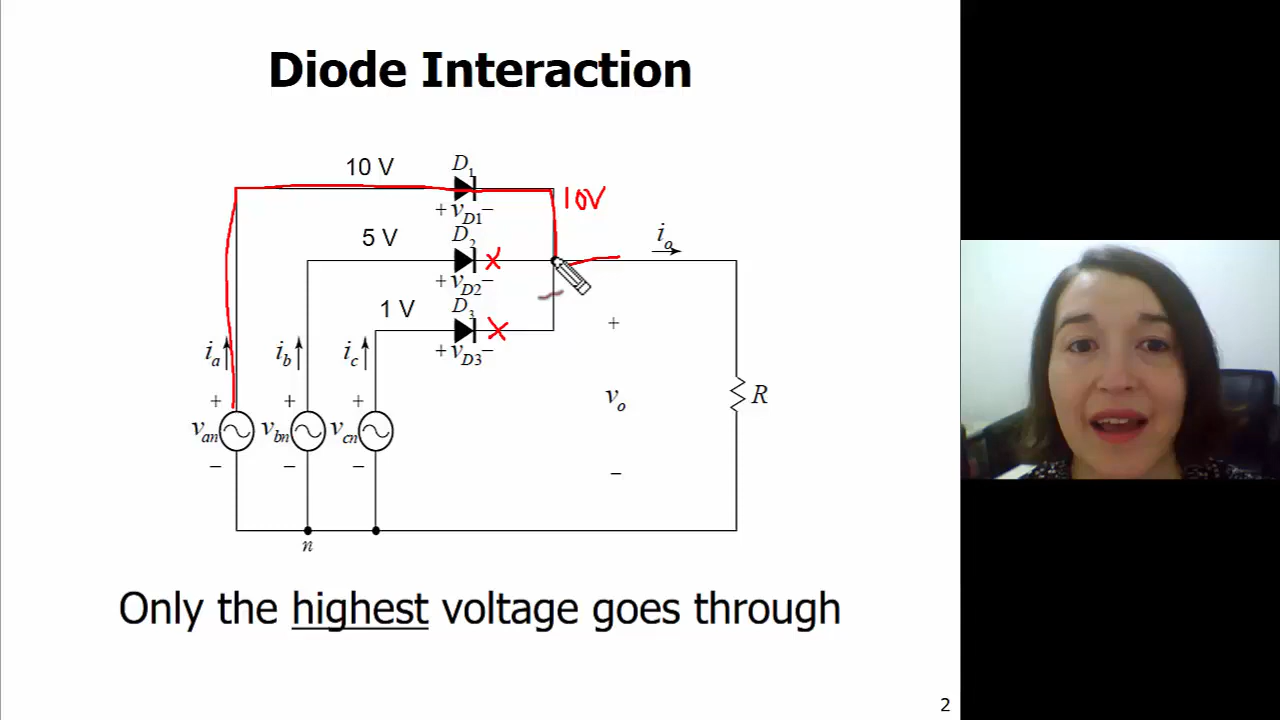 Diode Interaction
10 V
D1
10V
+ vD1 −
5 V
D2
×
io
+ vD2 −
1 V
D3
×
+
+ vD3 −
ia
ib
ic
+
+
+
vo
R
van
vbn
vcn
−
−
−
−
n
Only the highest voltage goes through
2